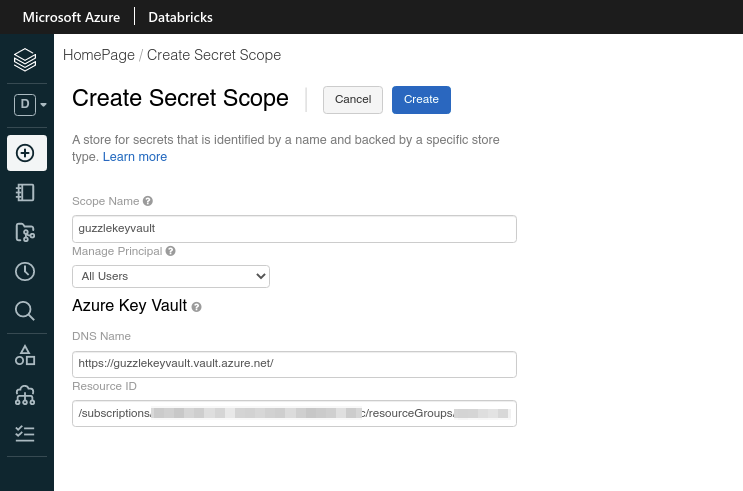 Microsoft Azure | Databricks
HomePage / Create Secret Scope
D
Create Secret Scope
Cancel
Create
A store for secrets that is identified by a name and backed by a specific store
type. Learn more
Scope Name ?
guzzlekeyvault
Manage Principal ?
All Users
Azure Key Vault ?
DNS Name
https://guzzlekeyvault.vault.azure.net/
Resource ID
/subscriptions/ c/resourceGroups/